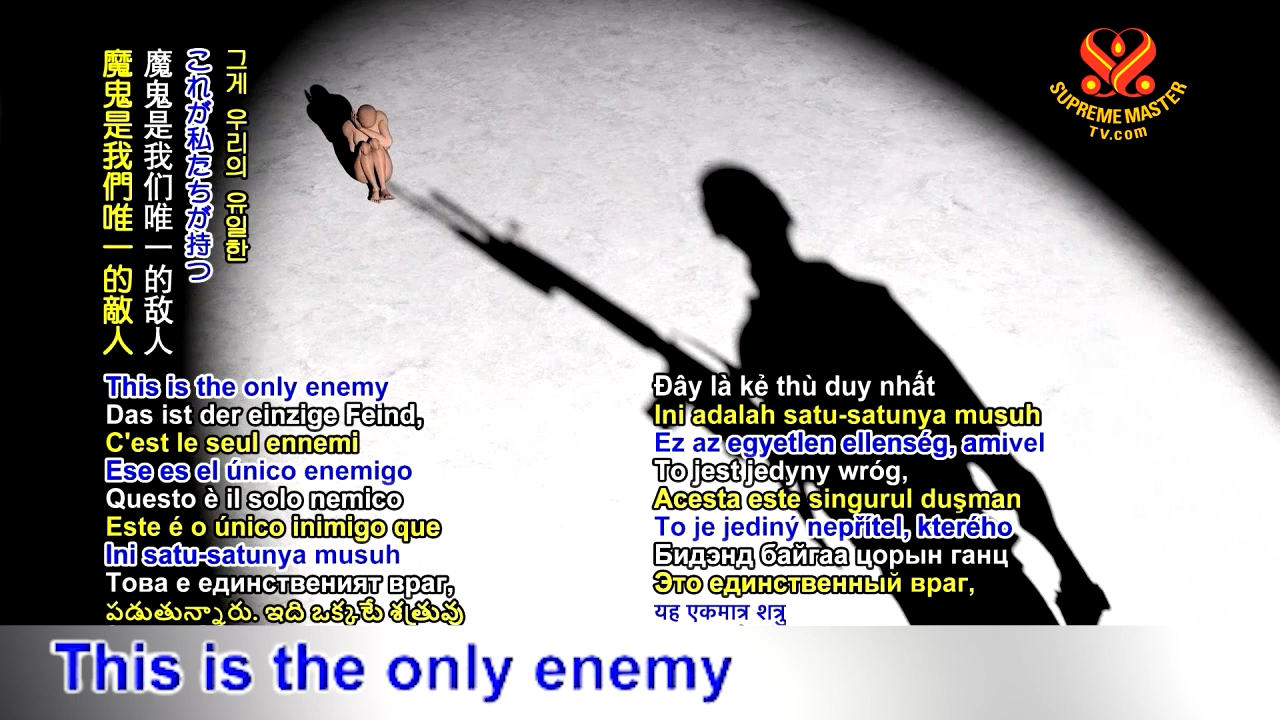 魔鬼是我們唯一的敵人
魔鬼是我们唯一的敌人
これが私たちが持つ
그게 우리의 유일한
SUPREME MASTER
TV.com
This is the only enemy
Das ist der einzige Feind,
C'est le seul ennemi
Ese es el único enemigo
Questo è il solo nemico
Este é o único inimigo que
Ini satu-satunya musuh
Това е единственият враг,
పడుతున్నారు. ఇది ఒక్కటే శత్రువు
Đây là kẻ thù duy nhất
Ini adalah satu-satunya musuh
Ez az egyetlen ellenség, amivel
To jest jedyny wróg,
Acesta este singurul duşman
To je jediný nepřítel, kterého
Бидэнд байгаа цорын ганц
Это единственный враг,
यह एकमात्र शत्रु
This is the only enemy